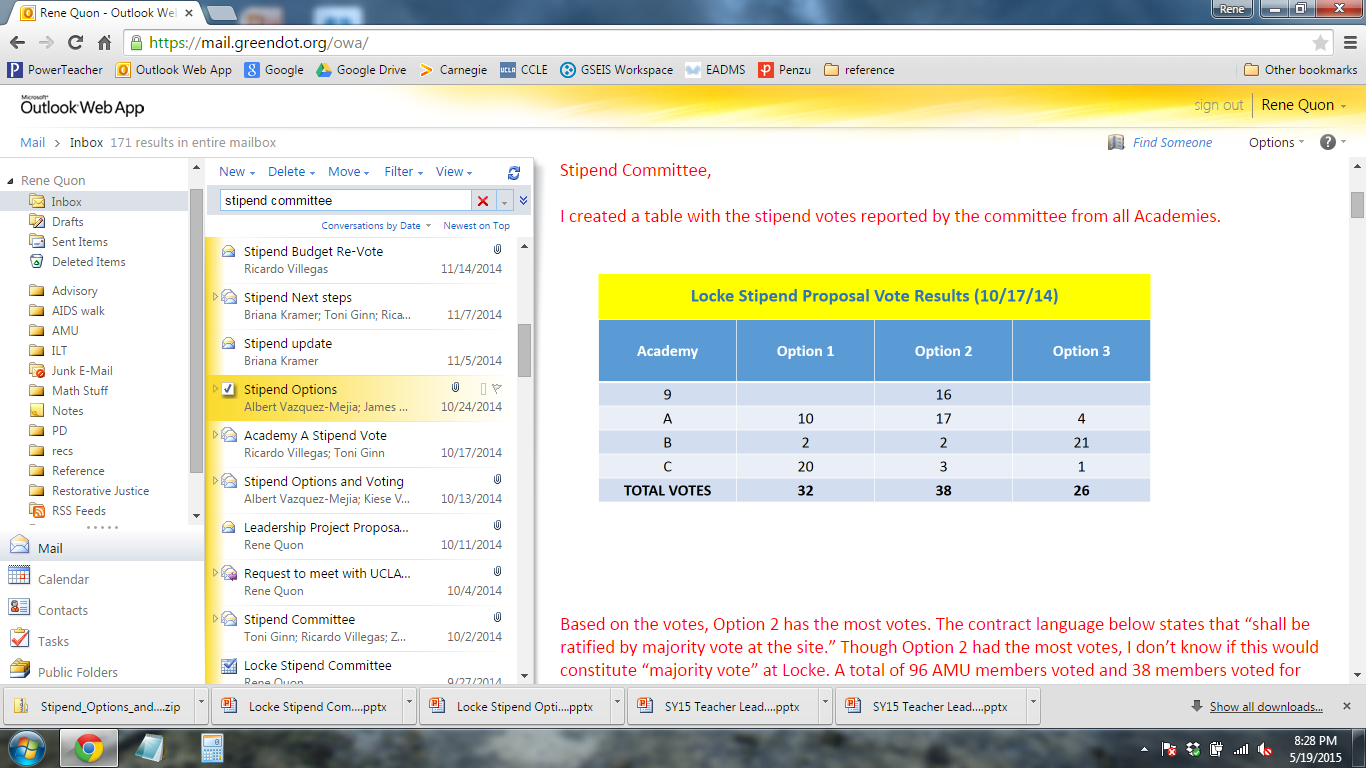 Rene Quon - Outlook Wel
Rene
https://mail.greendot.org/owa/
PowerTeacher Outlook Web App Google Google Drive Carnegie UCLA CCLE GSEIS Workspace EADMS Penzu reference Other bookmarks
Microsoft
Outlook Web App
sign out Rene Quon
Mail > Inbox 171 results in entire mailbox
Find Someone Options
Rene Quon
Inbox
Drafts
Sent Items
Deleted Items
Advisory
AIDS walk
AMU
ILT
Junk E-Mail
Math Stuff
Notes
PD
recs
Reference
Restorative Justice
RSS Feeds
Mail
Calendar
Contacts
Tasks
Public Folders
New Delete Move Filter View
stipend committee
Conversations by Date Newest on Top
Stipend Budget Re-Vote
Ricardo Villegas 11/14/2014
Stipend Next steps
Briana Kramer; Toni Ginn; Rica... 11/7/2014
Stipend update
Briana Kramer 11/5/2014
Stipend Options
Albert Vazquez-Mejia; James ... 10/24/2014
Academy A Stipend Vote
Ricardo Villegas; Toni Ginn 10/17/2014
Stipend Options and Voting
Albert Vazquez-Mejia; Kiese V... 10/13/2014
Leadership Project Proposa...
Rene Quon 10/11/2014
Request to meet with UCLA...
Rene Quon 10/4/2014
Stipend Committee
Toni Ginn; Ricardo Villegas; Z... 10/2/2014
Locke Stipend Committee
Rene Quon 9/27/2014
Stipend Committee,
I created a table with the stipend votes reported by the committee from all Academies.
Locke Stipend Proposal Vote Results (10/17/14)
Academy Option 1 Option 2 Option 3
9 16
A 10 17 4
B 2 2 21
C 20 3 1
TOTAL VOTES 32 38 26
Based on the votes, Option 2 has the most votes. The contract language below states that “shall be
ratified by majority vote at the site.” Though Option 2 had the most votes, I don’t know if this would
constitute “majority vote” at Locke. A total of 96 AMU members voted and 38 members voted for
Stipend_Options_and....zip Locke Stipend Com....pptx Locke Stipend Opti....pptx SY15 Teacher Lead....pptx SY15 Teacher Lead....pptx Show all downloads...
8:28 PM
5/19/2015